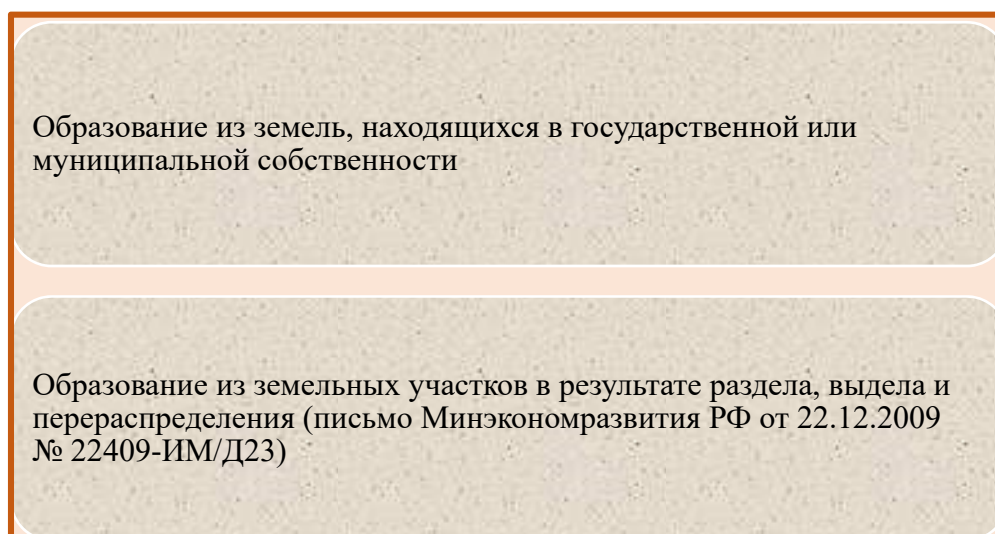 Образование из земель, находящихся в государственной или
муниципальной собственности
Образование из земельных участков в результате раздела, выдела и
перераспределения (письмо Минэкономразвития РФ от 22.12.2009
№ 22409-ИМ/Д23)